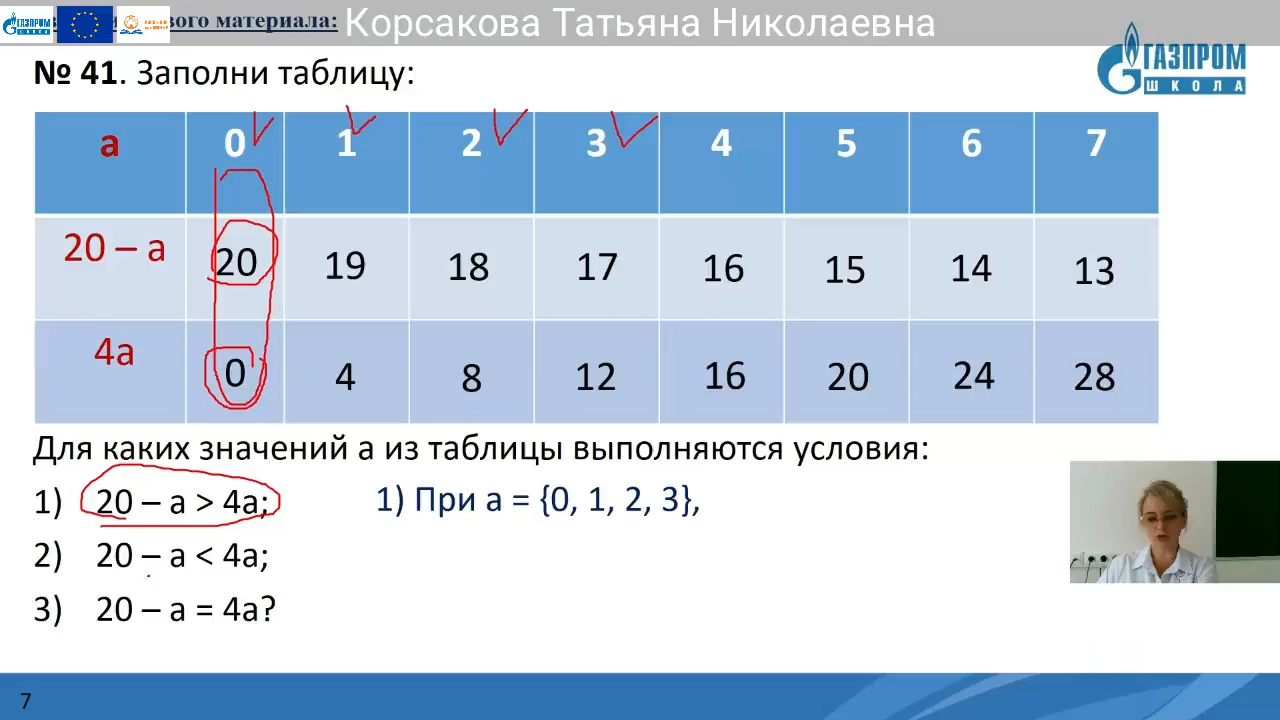 ового материала: Корсакова Татьяна Николаевна
ГАЗПРОМ
ШКОЛА
ГАЗПРОМ
ШКОЛА
№ 41. Заполни таблицу:
а 0 1 2 3 4 5 6 7
20 – а 20 19 18 17 16 15 14 13
4а 0 4 8 12 16 20 24 28
Для каких значений а из таблицы выполняются условия:
1) 20 – а > 4а; 1) При а = {0, 1, 2, 3},
2) 20 – а < 4а;
3) 20 – а = 4а?
7